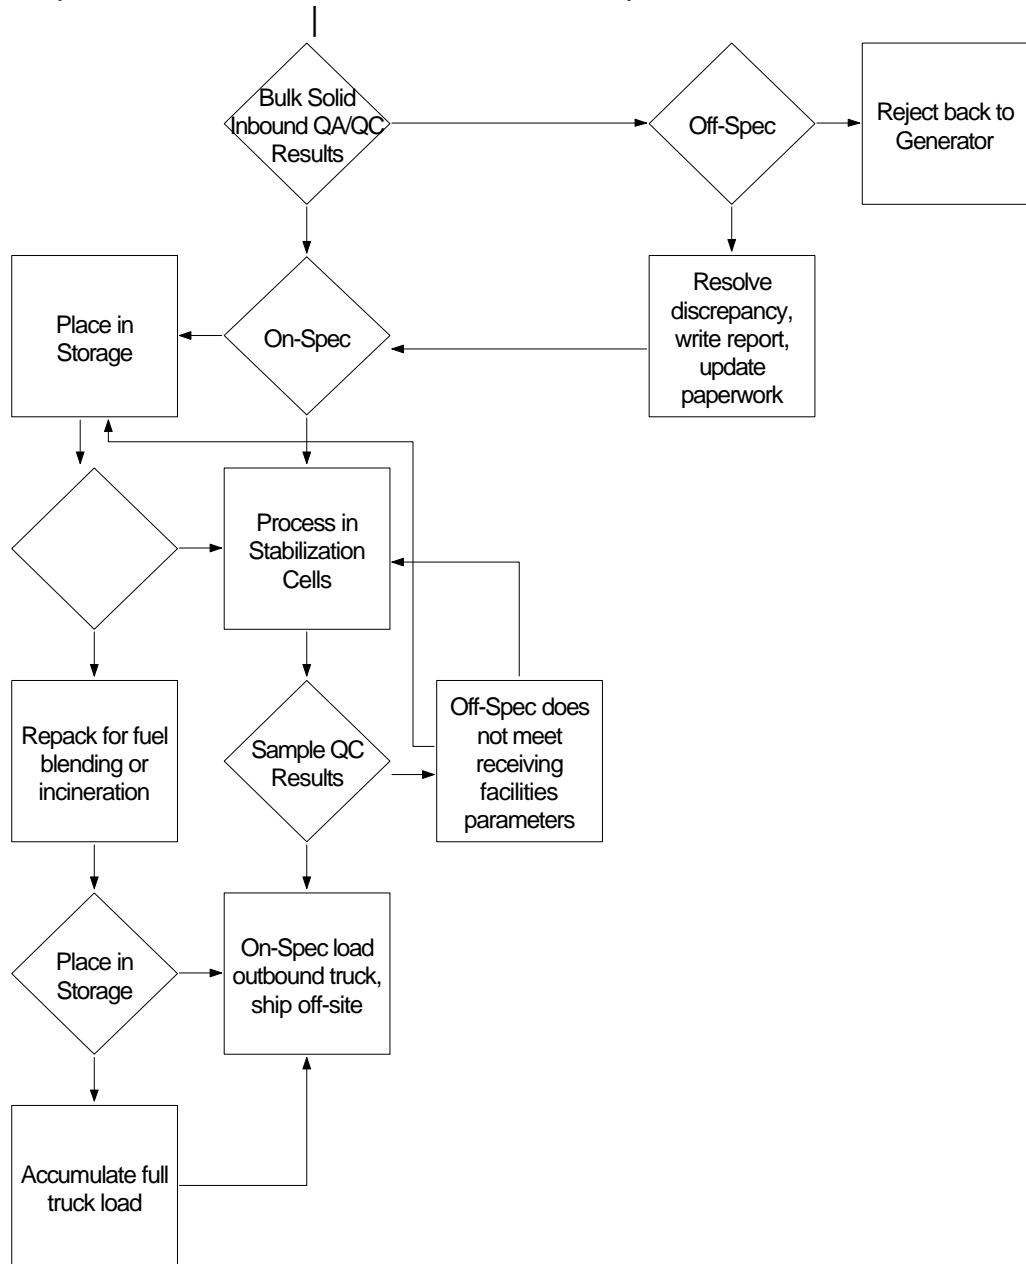 Bulk Solid
Inbound QA/QC
Results
Off-Spec
Reject back to
Generator
Place in
Storage
On-Spec
Resolve
discrepancy,
write report,
update
paperwork
Process in
Stabilization
Cells
Repack for fuel
blending or
incineration
Sample QC
Results
Off-Spec does
not meet
receiving
facilities
parameters
Place in
Storage
On-Spec load
outbound truck,
ship off-site
Accumulate full
truck load